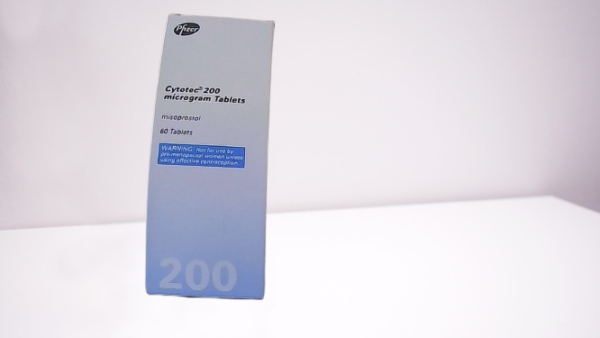 Pfizer
Cytotec® 200
microgram Tablets
misoprostol
60 Tablets
WARNING: Not for use by
pre-menopausal women unless
using effective contraception.
200